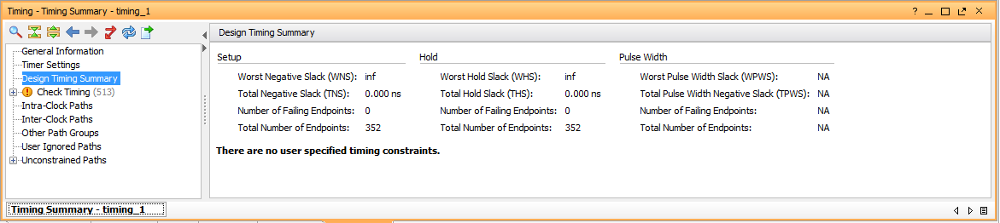 Timing - Timing Summary - timing_1
General Information
Timer Settings
Design Timing Summary
Check Timing (513)
Intra-Clock Paths
Inter-Clock Paths
Other Path Groups
User Ignored Paths
Unconstrained Paths
Design Timing Summary
Setup Hold Pulse Width
Worst Negative Slack (WNS): inf Worst Hold Slack (WHS): inf Worst Pulse Width Slack (WPWS): NA
Total Negative Slack (TNS): 0.000 ns Total Hold Slack (THS): 0.000 ns Total Pulse Width Negative Slack (TPWS): NA
Number of Failing Endpoints: 0 Number of Failing Endpoints: 0 Number of Failing Endpoints: NA
Total Number of Endpoints: 352 Total Number of Endpoints: 352 Total Number of Endpoints: NA
There are no user specified timing constraints.
Timing Summary - timing_1